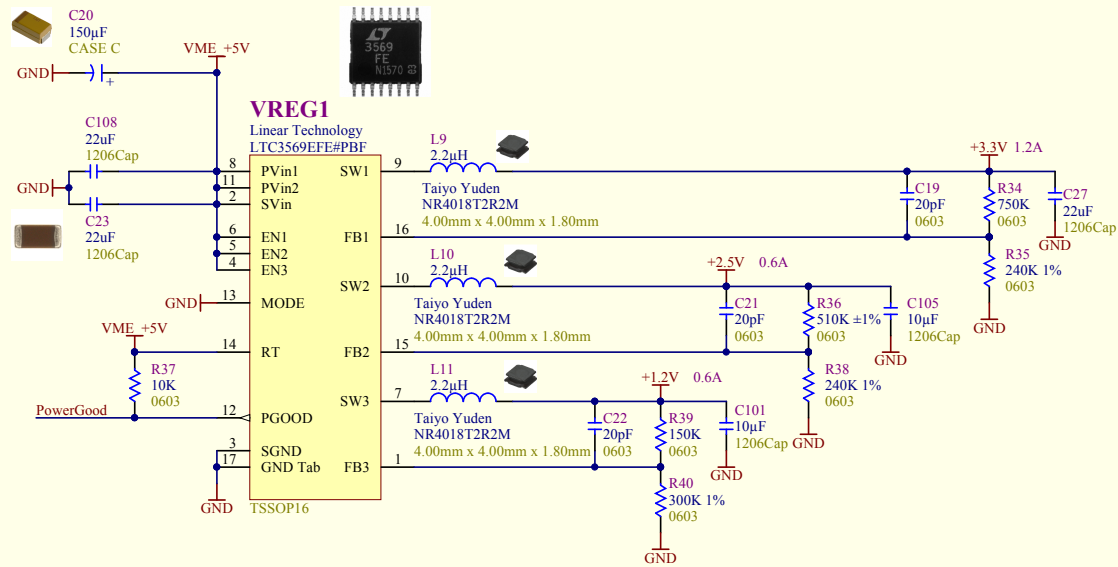 C20
150µF
CASE C
GND
+
VME_+5V
3569
FE
N1570
VREG1
Linear Technology
LTC3569EFE#PBF
C108
22uF
1206Cap
GND
C23
22uF
1206Cap
8 PVin1 SW1 9
11 PVin2
2 SVin
6 EN1 FB1 16
5 EN2
4 EN3
SW2 10
GND 13 MODE
VME_+5V
14 RT FB2 15
R37
10K
0603
SW3 7
PowerGood 12 PGOOD
3 SGND
17 GND Tab FB3 1
GND
TSSOP16
L9
2.2µH
Taiyo Yuden
NR4018T2R2M
4.00mm x 4.00mm x 1.80mm
+3.3V 1.2A
C19
20pF
0603
R34
750K
0603
C27
22uF
1206Cap
GND
R35
240K 1%
0603
GND
L10
2.2µH
Taiyo Yuden
NR4018T2R2M
4.00mm x 4.00mm x 1.80mm
+2.5V 0.6A
C21
20pF
0603
R36
510K ±1%
0603
C105
10µF
1206Cap
GND
R38
240K 1%
0603
GND
L11
2.2µH
Taiyo Yuden
NR4018T2R2M
4.00mm x 4.00mm x 1.80mm
+1.2V 0.6A
C22
20pF
0603
R39
150K
0603
C101
10µF
1206Cap
GND
R40
300K 1%
0603
GND